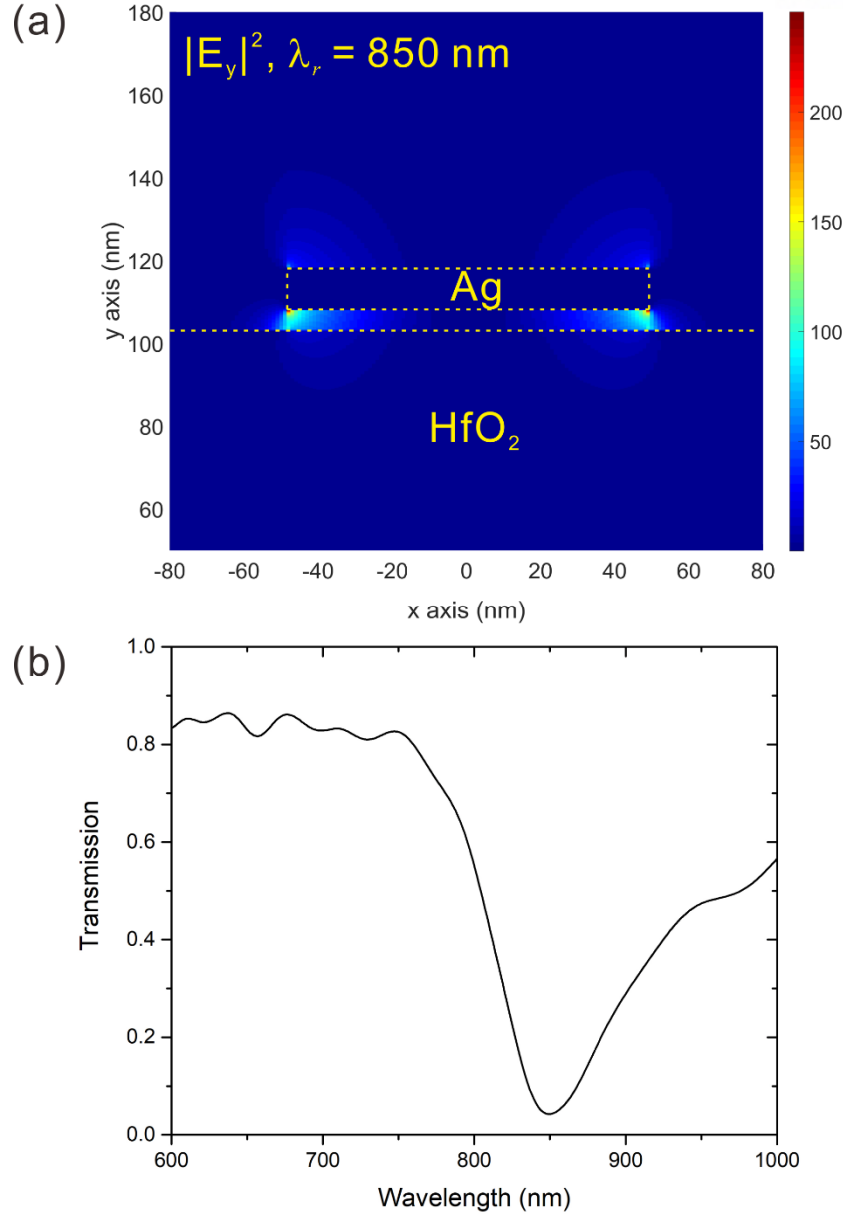 (a)
|E_y|², λ_r = 850 nm
180
160
140
120
100
80
60
y axis (nm)
Ag
HfO₂
-80 -60 -40 -20 0 20 40 60 80
x axis (nm)
200
150
100
50
(b)
1.0
0.8
0.6
0.4
0.2
0.0
Transmission
600 700 800 900 1000
Wavelength (nm)